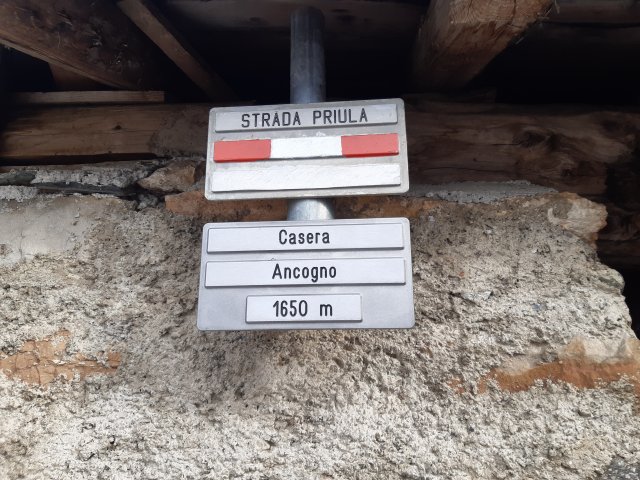 STRADA PRIULA
Casera
Ancogno
1650 m